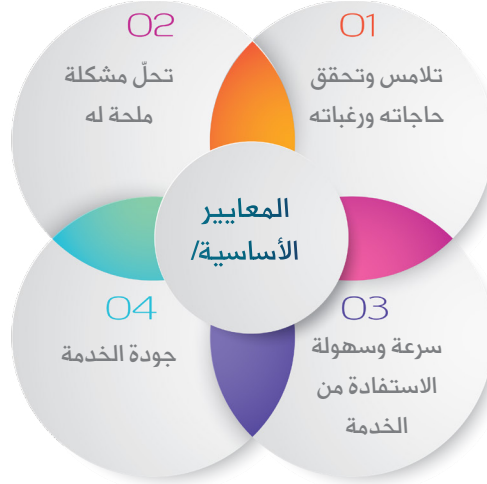 المعايير
الأساسية/
01
تلامس وتحقق
حاجاته ورغباته
02
تحلّ مشكلة
ملحة له
03
سرعة وسهولة
الاستفادة من
الخدمة
04
جودة الخدمة